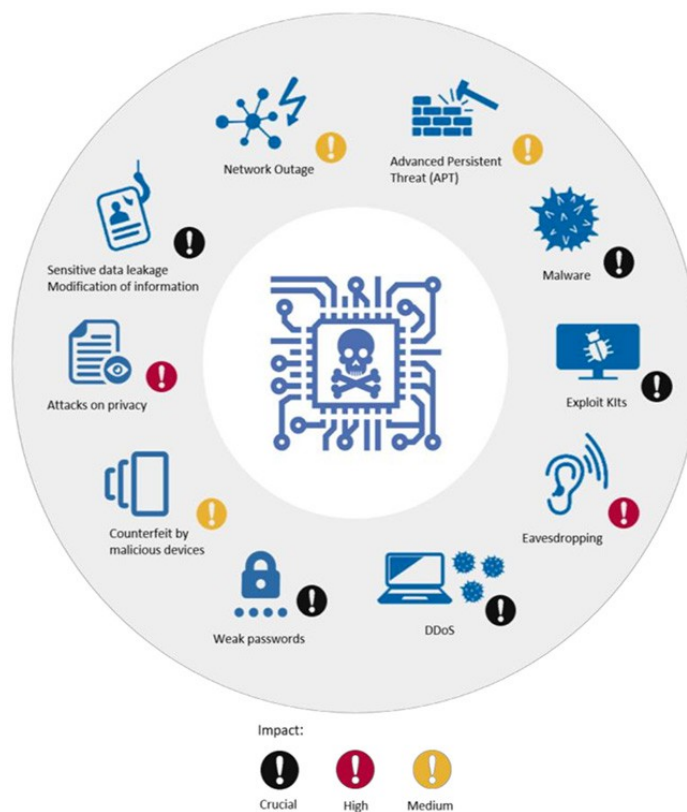 Network Outage
Advanced Persistent
Threat (APT)
Malware
Sensitive data leakage
Modification of information
Exploit KIts
Attacks on privacy
Eavesdropping
Counterfeit by
malicious devices
DDoS
Weak passwords
Impact:
Crucial
High
Medium